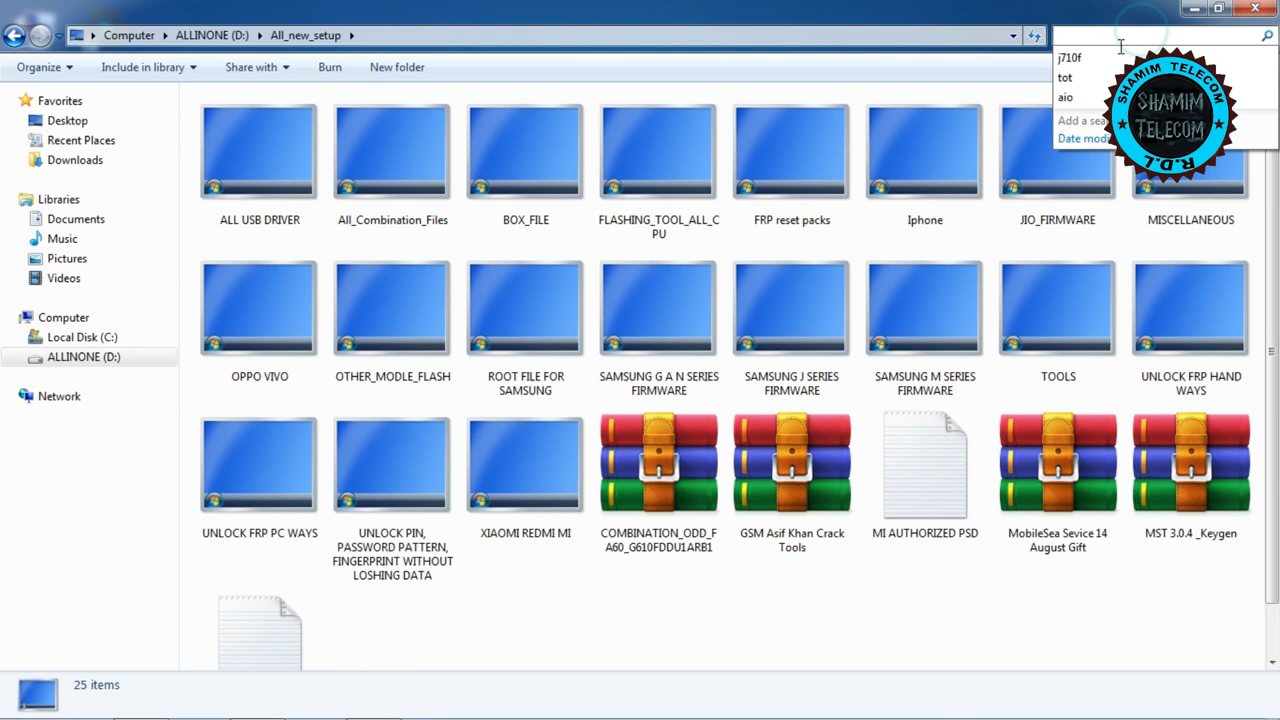 Computer ▸ ALLINONE (D:) ▸ All_new_setup ▸
Organize Include in library Share with Burn New folder
j710f
tot
aio
Add a sea
Date modi
SHAMIM TELECOM
SHAMIM
TELECOM
R.D.L
Favorites
Desktop
Recent Places
Downloads
Libraries
Documents
Music
Pictures
Videos
Computer
Local Disk (C:)
ALLINONE (D:)
Network
ALL USB DRIVER
All_Combination_Files
BOX_FILE
FLASHING_TOOL_ALL_C
PU
FRP reset packs
Iphone
JIO_FIRMWARE
MISCELLANEOUS
OPPO VIVO
OTHER_MODLE_FLASH
ROOT FILE FOR
SAMSUNG
SAMSUNG G A N SERIES
FIRMWARE
SAMSUNG J SERIES
FIRMWARE
SAMSUNG M SERIES
FIRMWARE
TOOLS
UNLOCK FRP HAND
WAYS
UNLOCK FRP PC WAYS
UNLOCK PIN,
PASSWORD PATTERN,
FINGERPRINT WITHOUT
LOSHING DATA
XIAOMI REDMI MI
COMBINATION_ODD_F
A60_G610FDDU1ARB1
GSM Asif Khan Crack
Tools
MI AUTHORIZED PSD
MobileSea Sevice 14
August Gift
MST 3.0.4 _Keygen
25 items